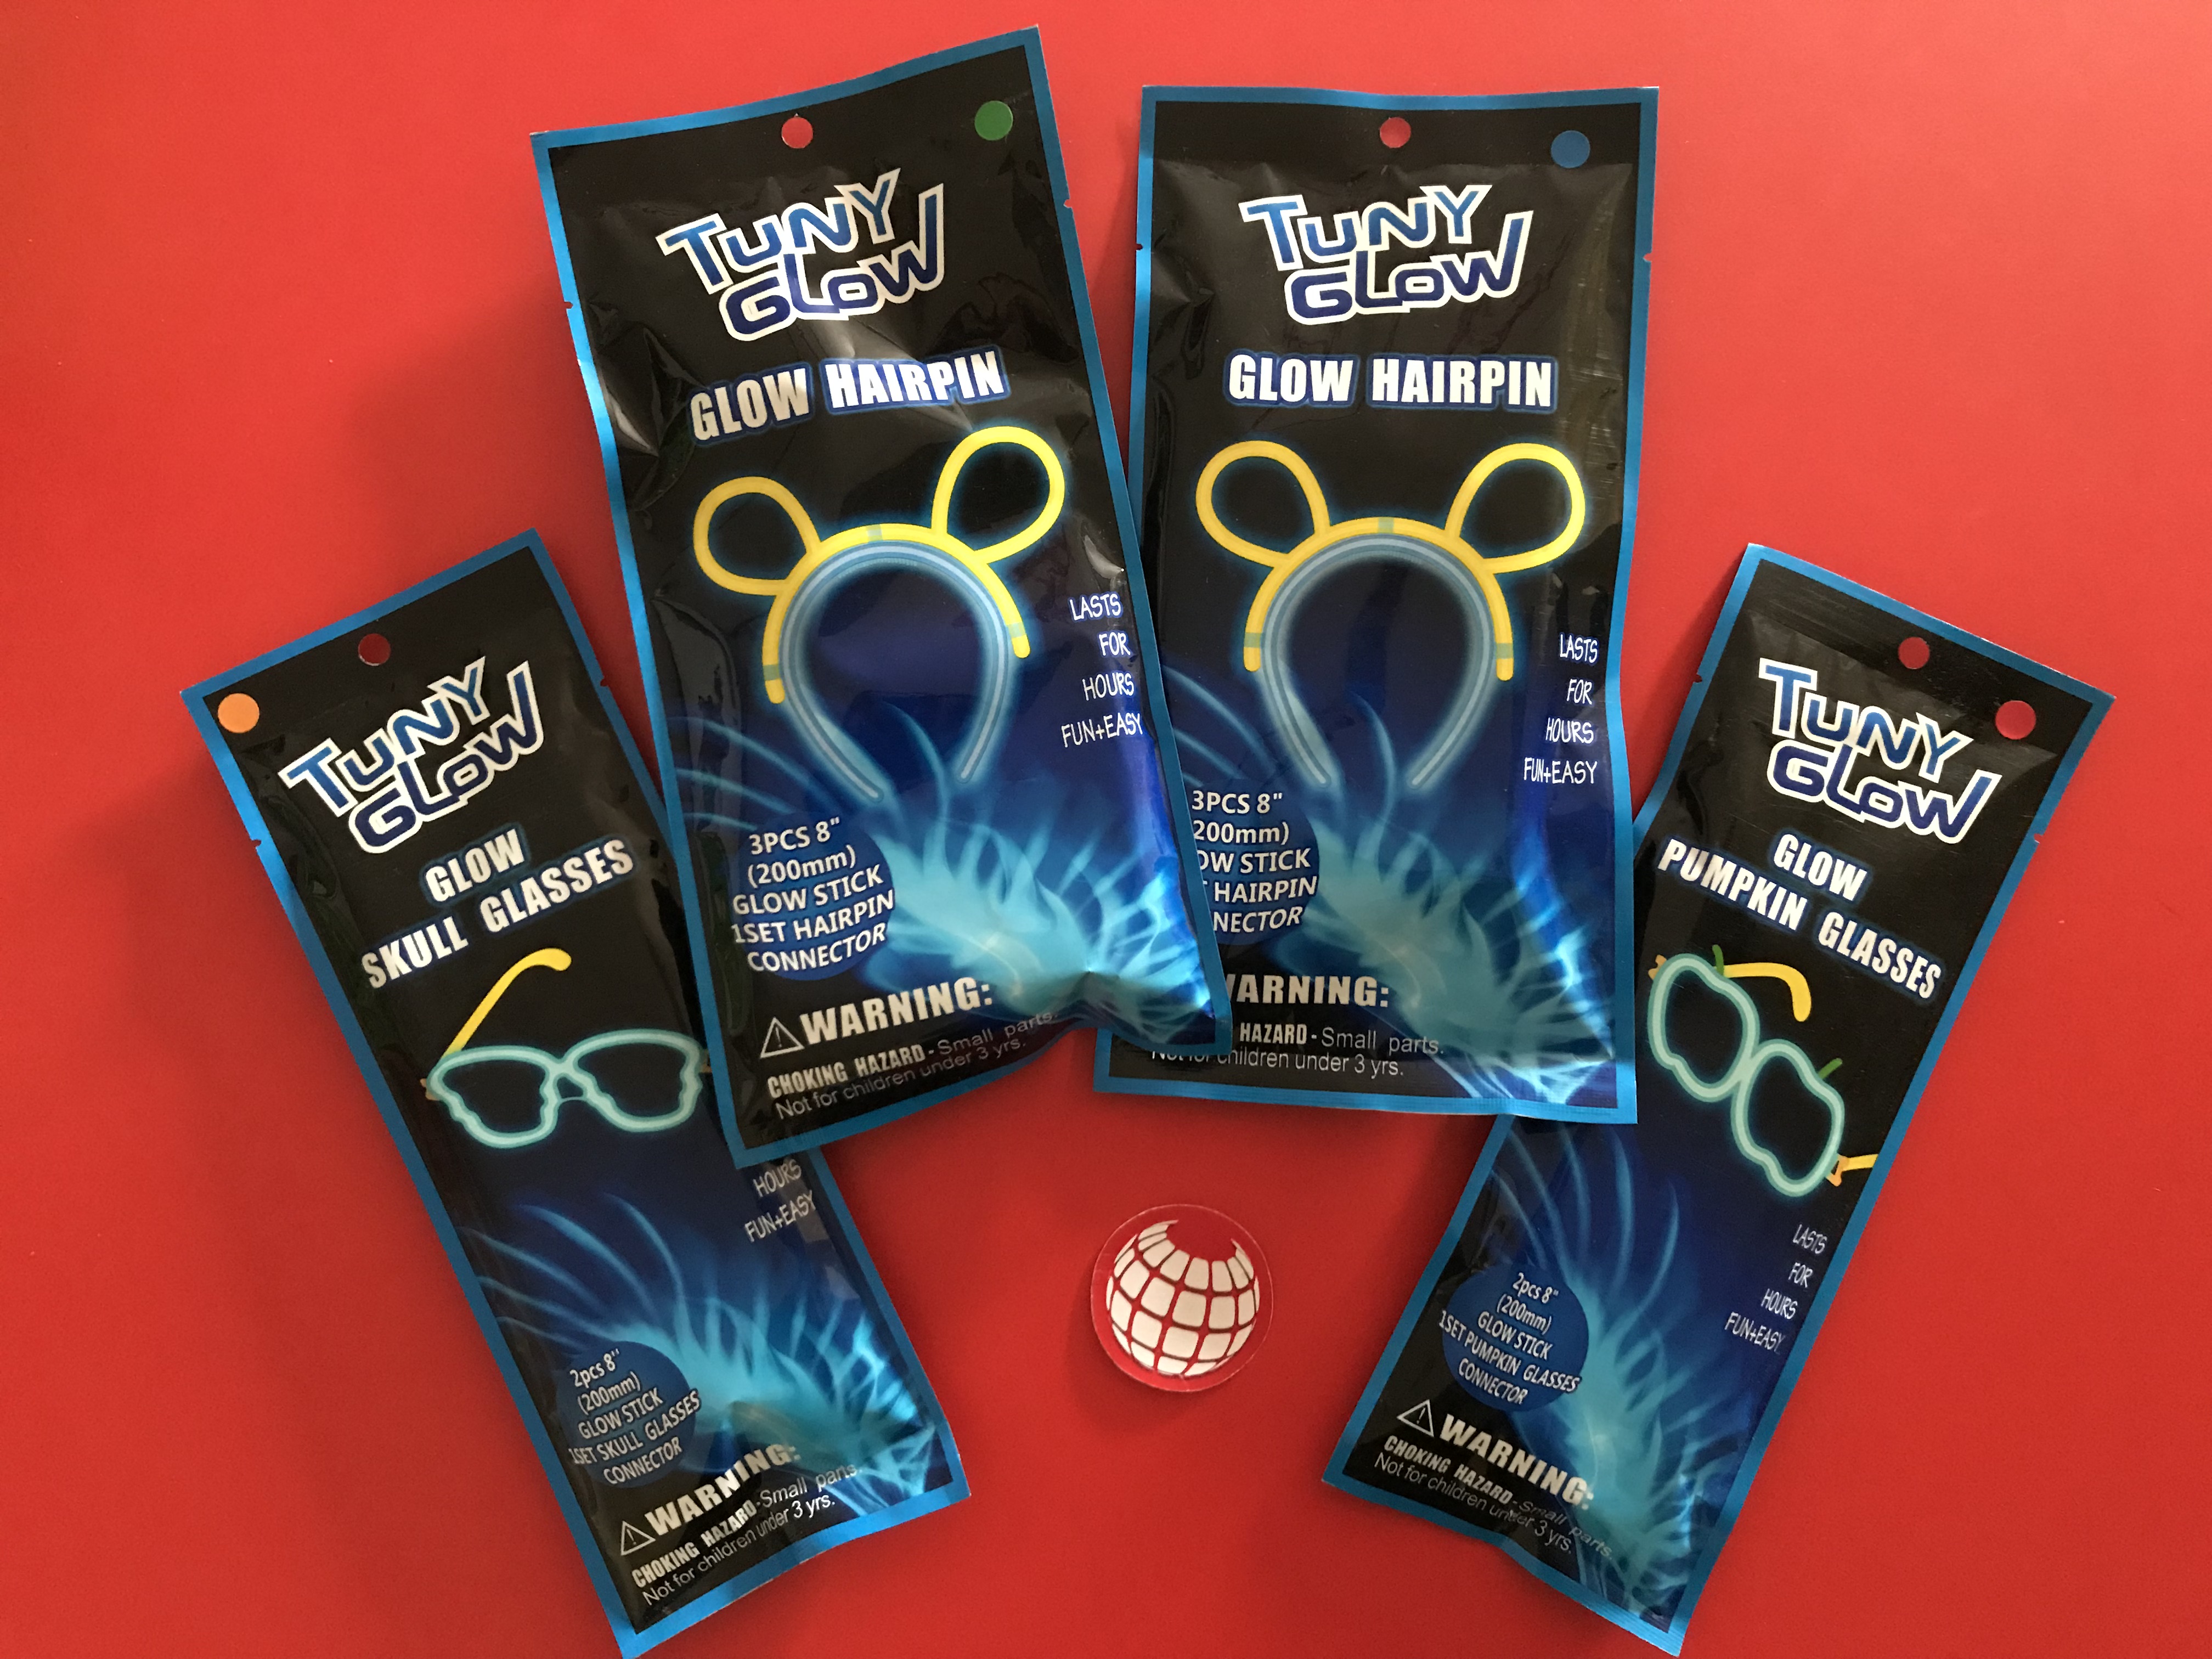 TUNY
GLOW
GLOW
SKULL GLASSES
HOURS
FUN+EASY
2pcs 8"
(200mm)
GLOW STICK
1SET SKULL GLASSES
CONNECTOR
WARNING:
CHOKING HAZARD-Small parts.
Not for children under 3 yrs.
TUNY
GLOW
GLOW HAIRPIN
LASTS
FOR
HOURS
FUN+EASY
3PCS 8"
(200mm)
GLOW STICK
1SET HAIRPIN
CONNECTOR
WARNING:
CHOKING HAZARD-Small parts.
Not for children under 3 yrs.
TUNY
GLOW
GLOW HAIRPIN
LASTS
FOR
HOURS
FUN+EASY
3PCS 8"
200mm)
OW STICK
HAIRPIN
NECTOR
ARNING:
HAZARD-Small parts.
Not for children under 3 yrs.
TUNY
GLOW
GLOW
PUMPKIN GLASSES
LASTS
FOR
HOURS
FUN+EASY
2pcs 8"
(200mm)
GLOW STICK
1SET PUMPKIN GLASSES
CONNECTOR
WARNING:
CHOKING HAZARD-Small parts.
Not for children under 3 yrs.